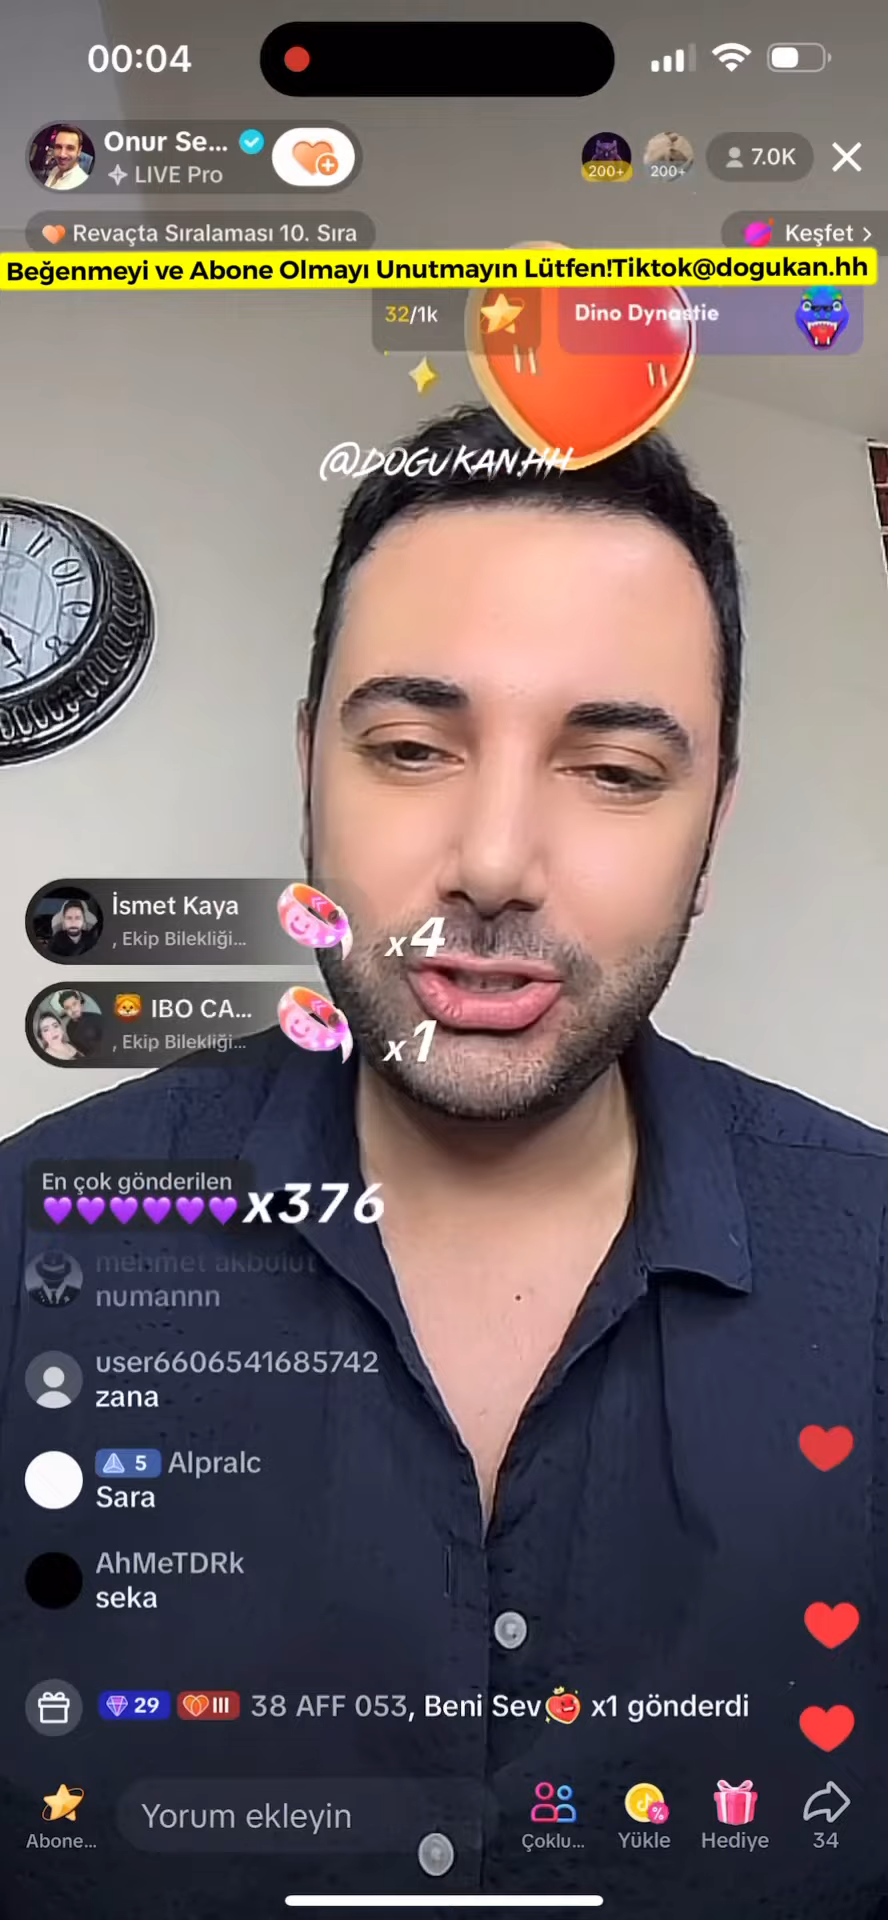 00:04
Onur Se...
LIVE Pro
200+
200+
7.0K
Revaçta Sıralaması 10. Sıra
Keşfet >
Beğenmeyi ve Abone Olmayı Unutmayın Lütfen!Tiktok@dogukan.hh
32/1k
Dino Dynastie
@DOGUKAN.HH
İsmet Kaya
, Ekip Bilekliği...
x4
IBO CA...
, Ekip Bilekliği...
x1
En çok gönderilen
x376
mehmet akbulut
numannn
user6606541685742
zana
5 Alpralc
Sara
AhMeTDRk
seka
29 III 38 AFF 053, Beni Sev x1 gönderdi
Abone...
Yorum ekleyin
Çoklu...
Yükle
Hediye
34